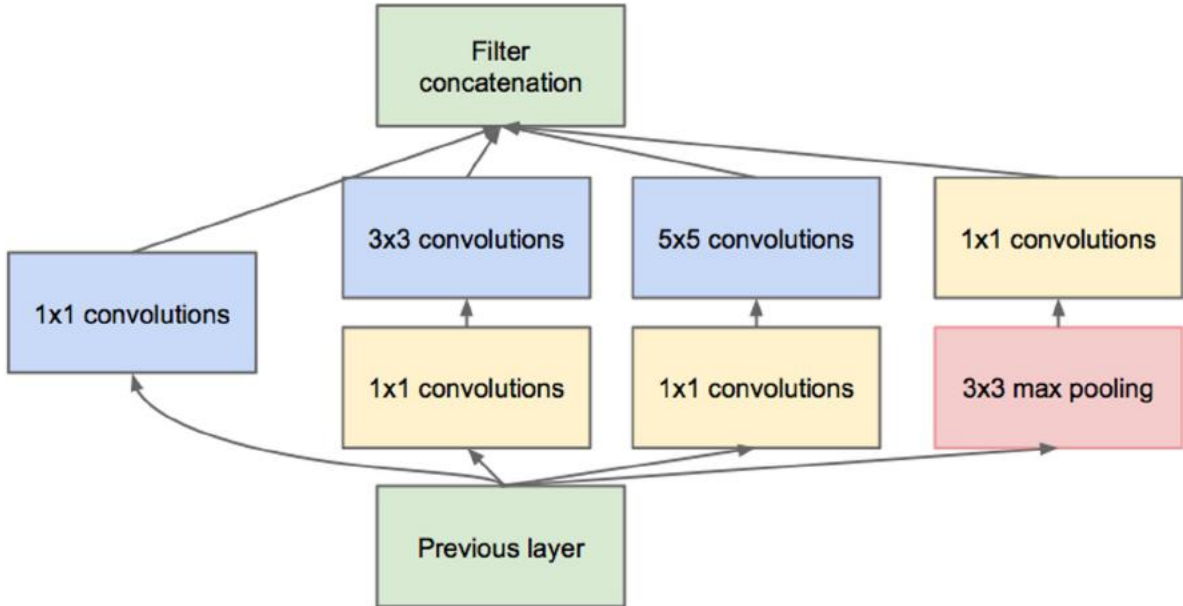 Filter
concatenation
3x3 convolutions
5x5 convolutions
1x1 convolutions
1x1 convolutions
1x1 convolutions
1x1 convolutions
3x3 max pooling
Previous layer